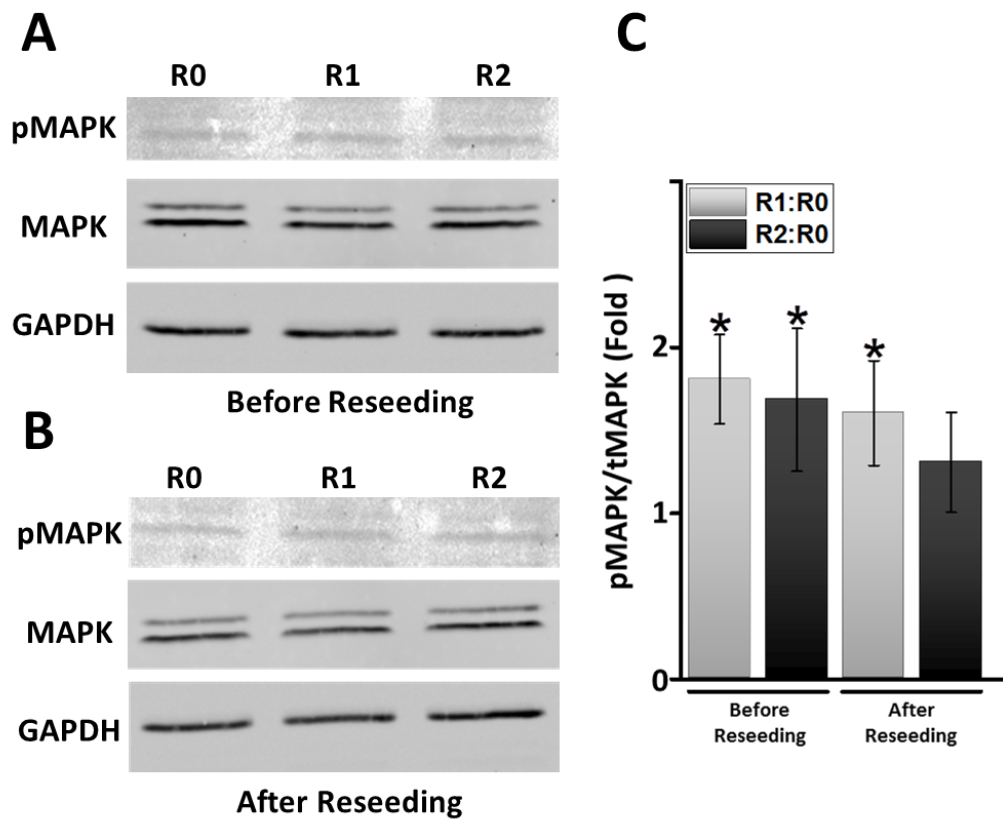 A
R0 R1 R2
pMAPK
MAPK
GAPDH
Before Reseeding
B
R0 R1 R2
pMAPK
MAPK
GAPDH
After Reseeding
C
R1:R0
R2:R0
pMAPK/tMAPK (Fold )
2
1
0
* * *
Before
Reseeding
After
Reseeding